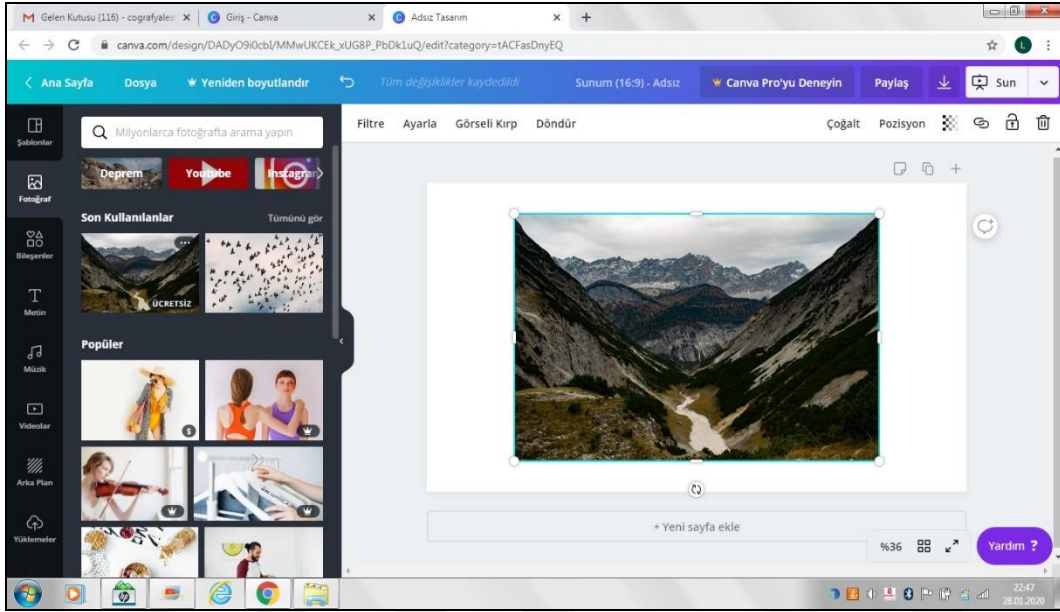 Gelen Kutusu (116) - cografyalea
Giriş - Canva
Adsız Tasarım
canva.com/design/DADyO9i0cbI/MMwUKCEk_xUG8P_PbDk1uQ/edit?category=tACFasDnyEQ
L
Ana Sayfa
Dosya
Yeniden boyutlandır
Tüm değişiklikler kaydedildi
Sunum (16:9) - Adsız
Canva Pro'yu Deneyin
Paylaş
Sun
Şablonlar
Fotoğraf
Bileşenler
Metin
Müzik
Videolar
Arka Plan
Yüklemeler
Milyonlarca fotoğrafta arama yapın
Deprem
Youtube
Instagram
Son Kullanılanlar
Tümünü gör
ÜCRETSİZ
Popüler
Filtre
Ayarla
Görseli Kırp
Döndür
Çoğalt
Pozisyon
+ Yeni sayfa ekle
%36
Yardım ?
22:47
28.01.2020